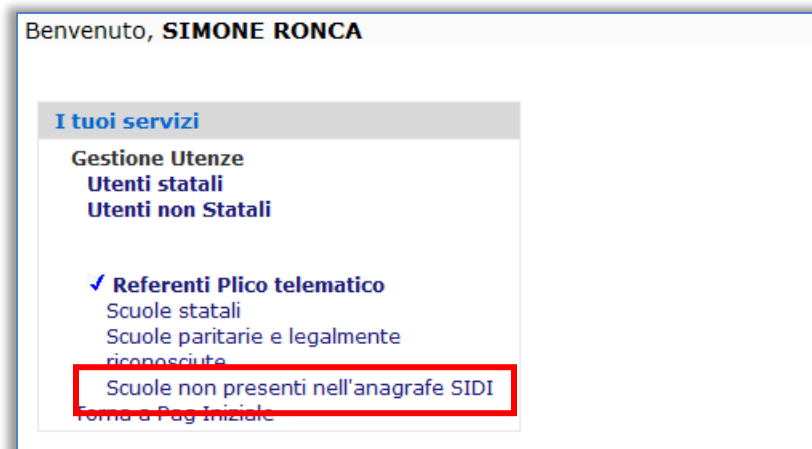 Benvenuto, SIMONE RONCA
I tuoi servizi
Gestione Utenze
Utenti statali
Utenti non Statali
Referenti Plico telematico
Scuole statali
Scuole paritarie e legalmente
riconosciute
Scuole non presenti nell'anagrafe SIDI
Torna a Pag Iniziale